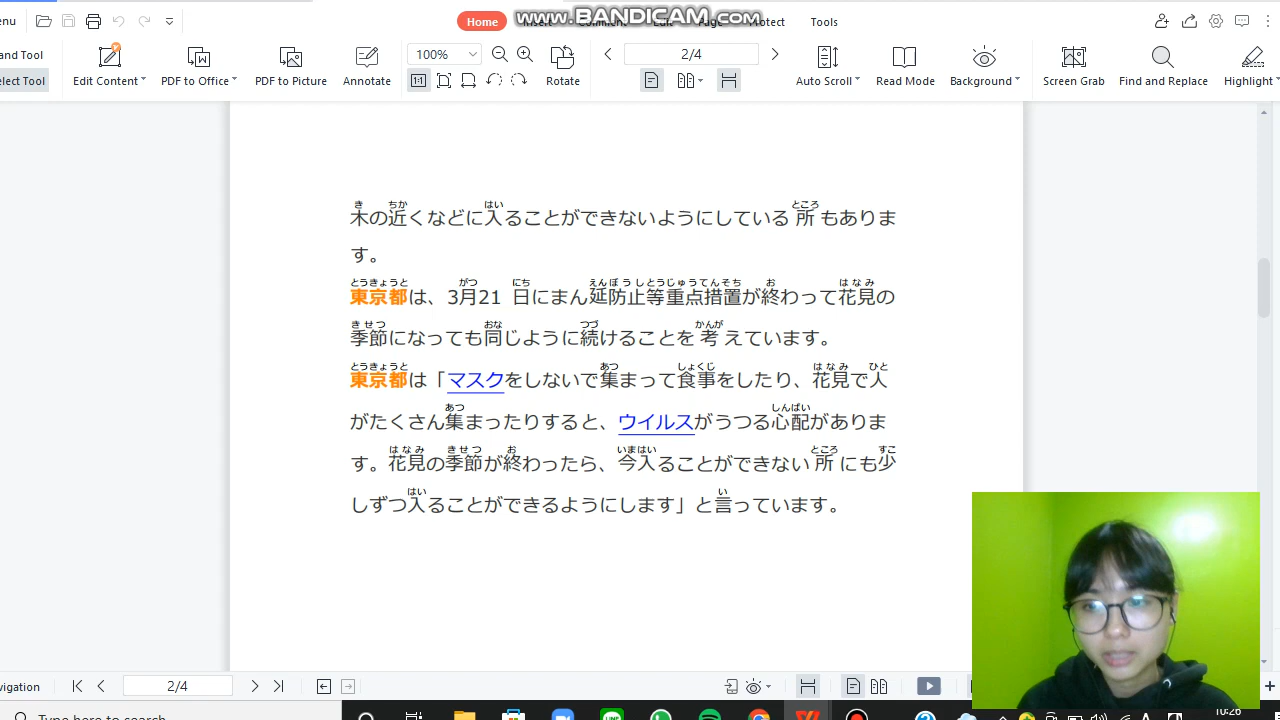 enu
Home
Insert
Comment
Edit
Page
Protect
Tools
www.BANDICAM.com
and Tool
elect Tool
Edit Content
PDF to Office
PDF to Picture
Annotate
100%
Rotate
2/4
Auto Scroll
Read Mode
Background
Screen Grab
Find and Replace
Highlight
木の近くなどに入ることができないようにしている所もありま
す。
東京都は、3月21日にまん延防止等重点措置が終わって花見の
季節になっても同じように続けることを考えています。
東京都は「マスクをしないで集まって食事をしたり、花見で人
がたくさん集まったりすると、ウイルスがうつる心配がありま
す。花見の季節が終わったら、今入ることができない所にも少
しずつ入ることができるようにします」と言っています。
vigation
2/4
Type here to search
10:26